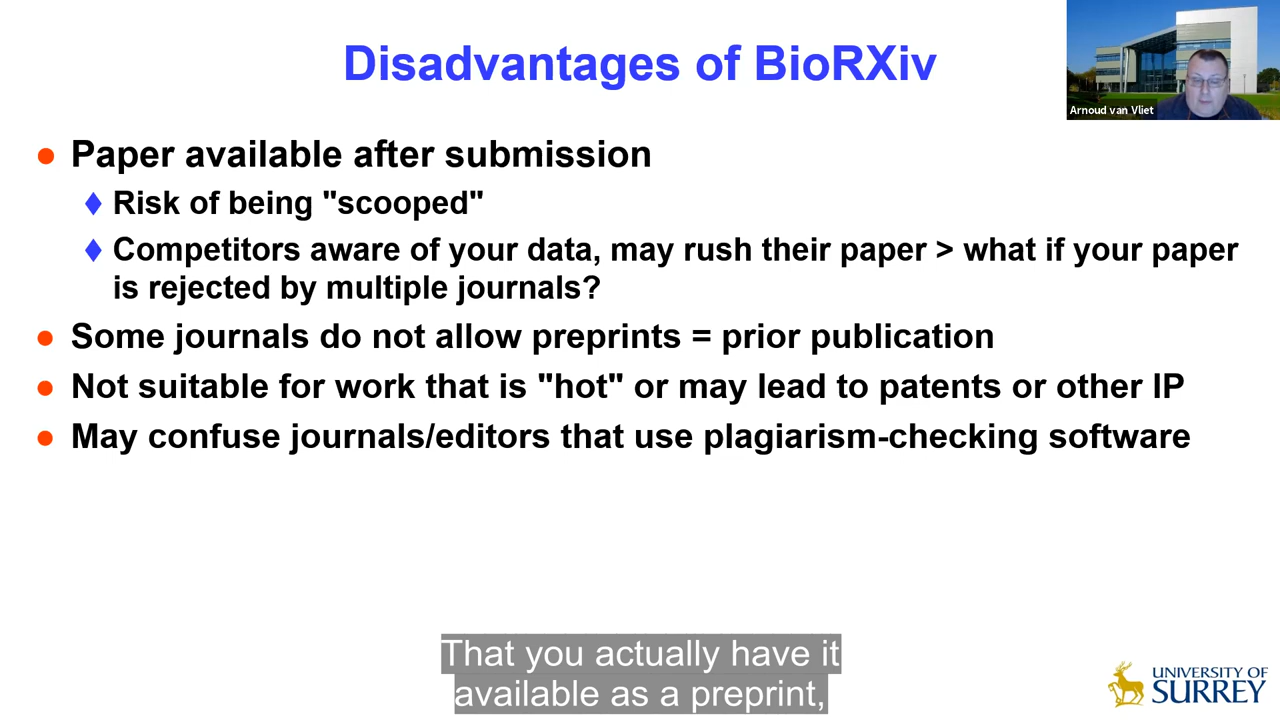 Disadvantages of BioRXiv
Arnoud van Vliet
Paper available after submission
Risk of being "scooped"
Competitors aware of your data, may rush their paper > what if your paper
is rejected by multiple journals?
Some journals do not allow preprints = prior publication
Not suitable for work that is "hot" or may lead to patents or other IP
May confuse journals/editors that use plagiarism-checking software
That you actually have it
available as a preprint,
UNIVERSITY OF
SURREY